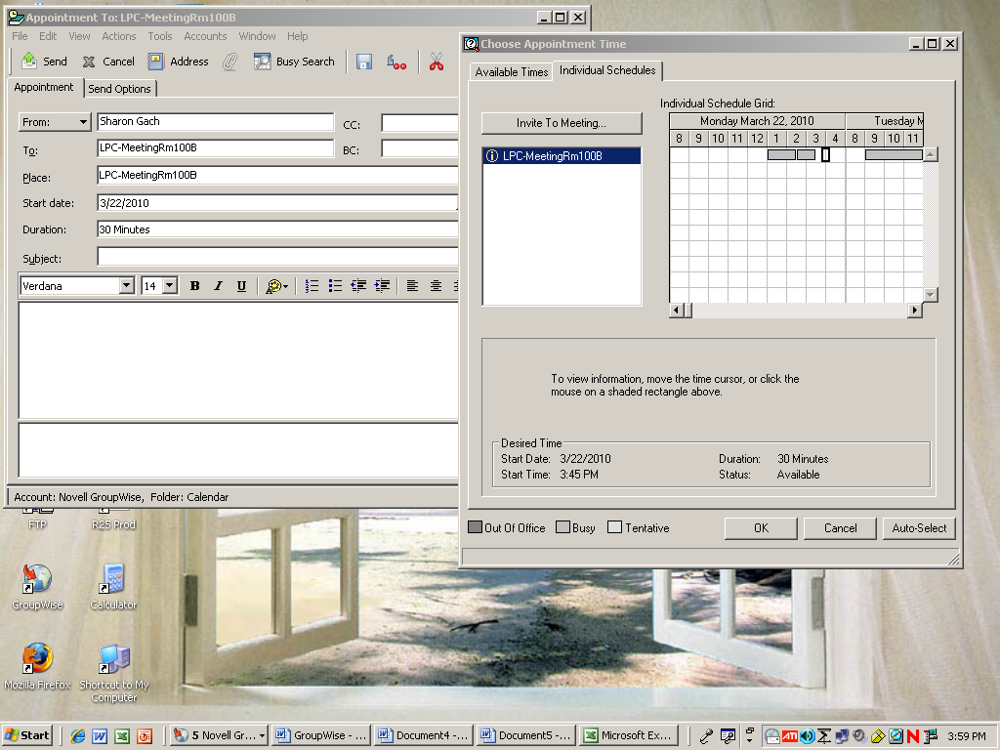 Appointment To: LPC-MeetingRm100B
File Edit View Actions Tools Accounts Window Help
Send Cancel Address Busy Search
Appointment Send Options
From: Sharon Gach CC:
To: LPC-MeetingRm100B BC:
Place: LPC-MeetingRm100B
Start date: 3/22/2010
Duration: 30 Minutes
Subject:
Verdana 14 B I U
Account: Novell GroupWise, Folder: Calendar
Choose Appointment Time
Available Times Individual Schedules
Individual Schedule Grid:
Invite To Meeting...
Monday March 22, 2010 Tuesday M
8 9 10 11 12 1 2 3 4 8 9 10 11
LPC-MeetingRm100B
To view information, move the time cursor, or click the
mouse on a shaded rectangle above.
Desired Time
Start Date: 3/22/2010 Duration: 30 Minutes
Start Time: 3:45 PM Status: Available
Out Of Office Busy Tentative OK Cancel Auto-Select
FTP R25 Prod
GroupWise Calculator
Mozilla Firefox Shortcut to My
Computer
Start 5 Novell Gr... GroupWise - ... Document4 - ... Document5 - ... Microsoft Ex... ATI N 3:59 PM